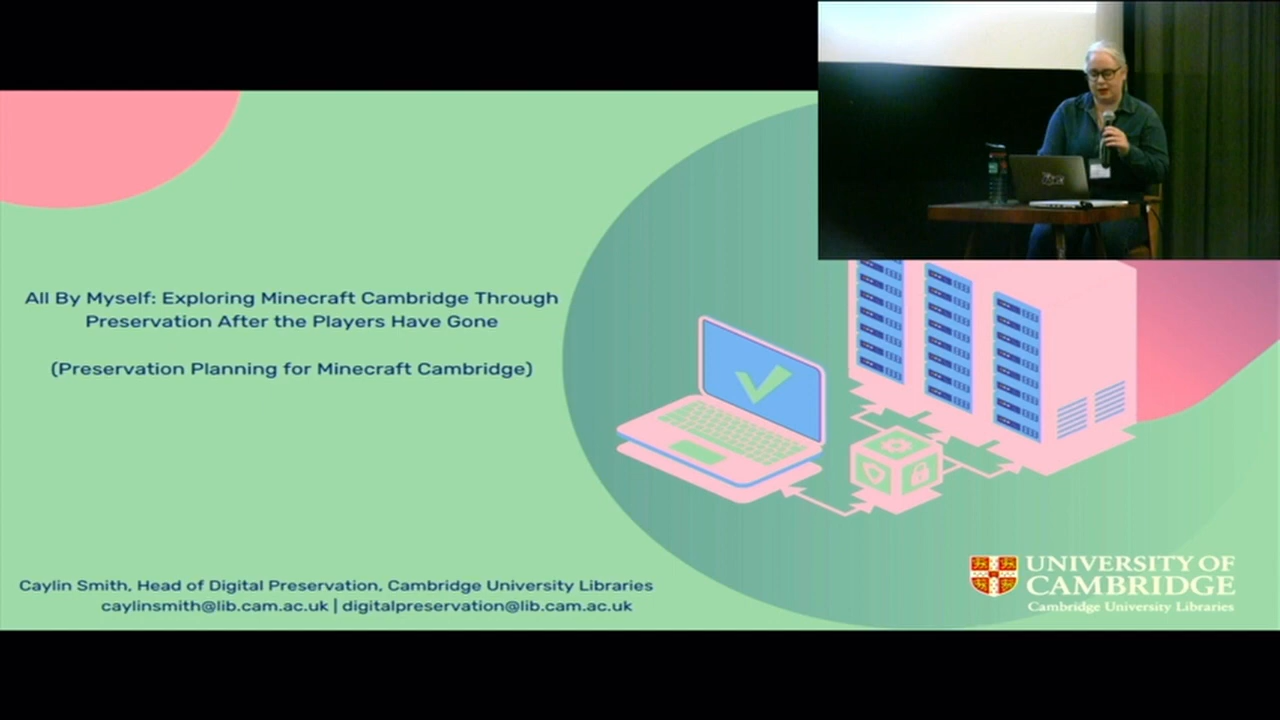 All By Myself: Exploring Minecraft Cambridge Through
Preservation After the Players Have Gone
(Preservation Planning for Minecraft Cambridge)
Caylin Smith, Head of Digital Preservation, Cambridge University Libraries
caylinsmith@lib.cam.ac.uk | digitalpreservation@lib.cam.ac.uk
UNIVERSITY OF
CAMBRIDGE
Cambridge University Libraries